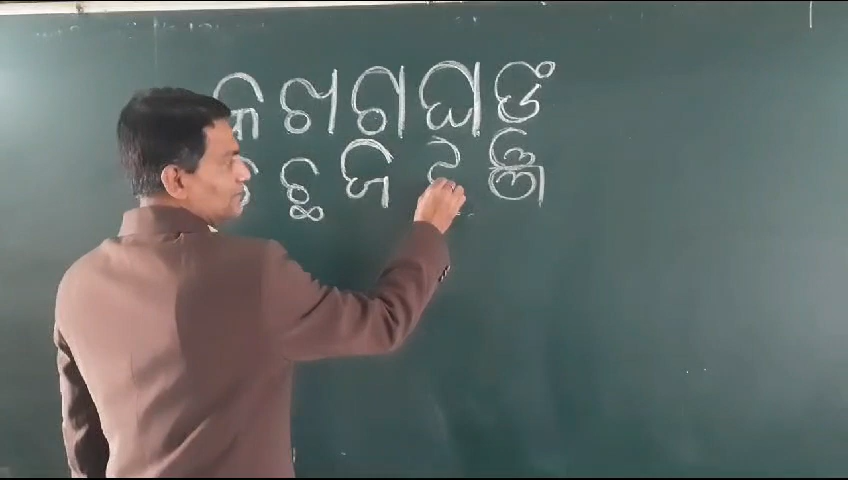 କ ଖ ଗ ଘ ଙ
ଚ ଛ ଜ ଝ ଞ